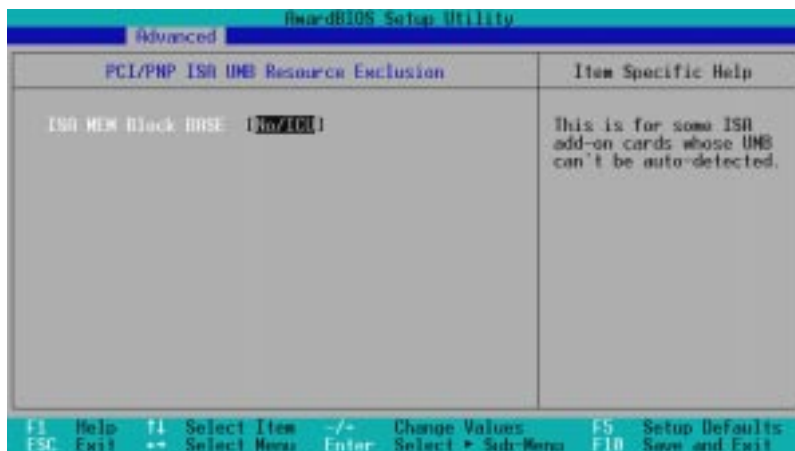 AwardBIOS Setup Utility
Advanced
PCI/PNP ISA UMB Resource Exclusion
Item Specific Help
ISA MEM Block BASE [No/ICU]
This is for some ISA
add-on cards whose UMB
can't be auto-detected.
F1 Help ↑↓ Select Item -/+ Change Values F5 Setup Defaults
ESC Exit ←→ Select Menu Enter Select ► Sub-Menu F10 Save and Exit